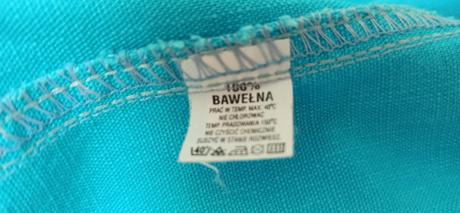 100%
BAWEŁNA
PRAĆ W TEMP. MAX. 40°C
NIE CHLOROWAĆ
TEMP. PRASOWANIA 150°C
NIE CZYŚCIĆ CHEMICZNIE
SUSZYĆ W STANIE ROZWIESZ.